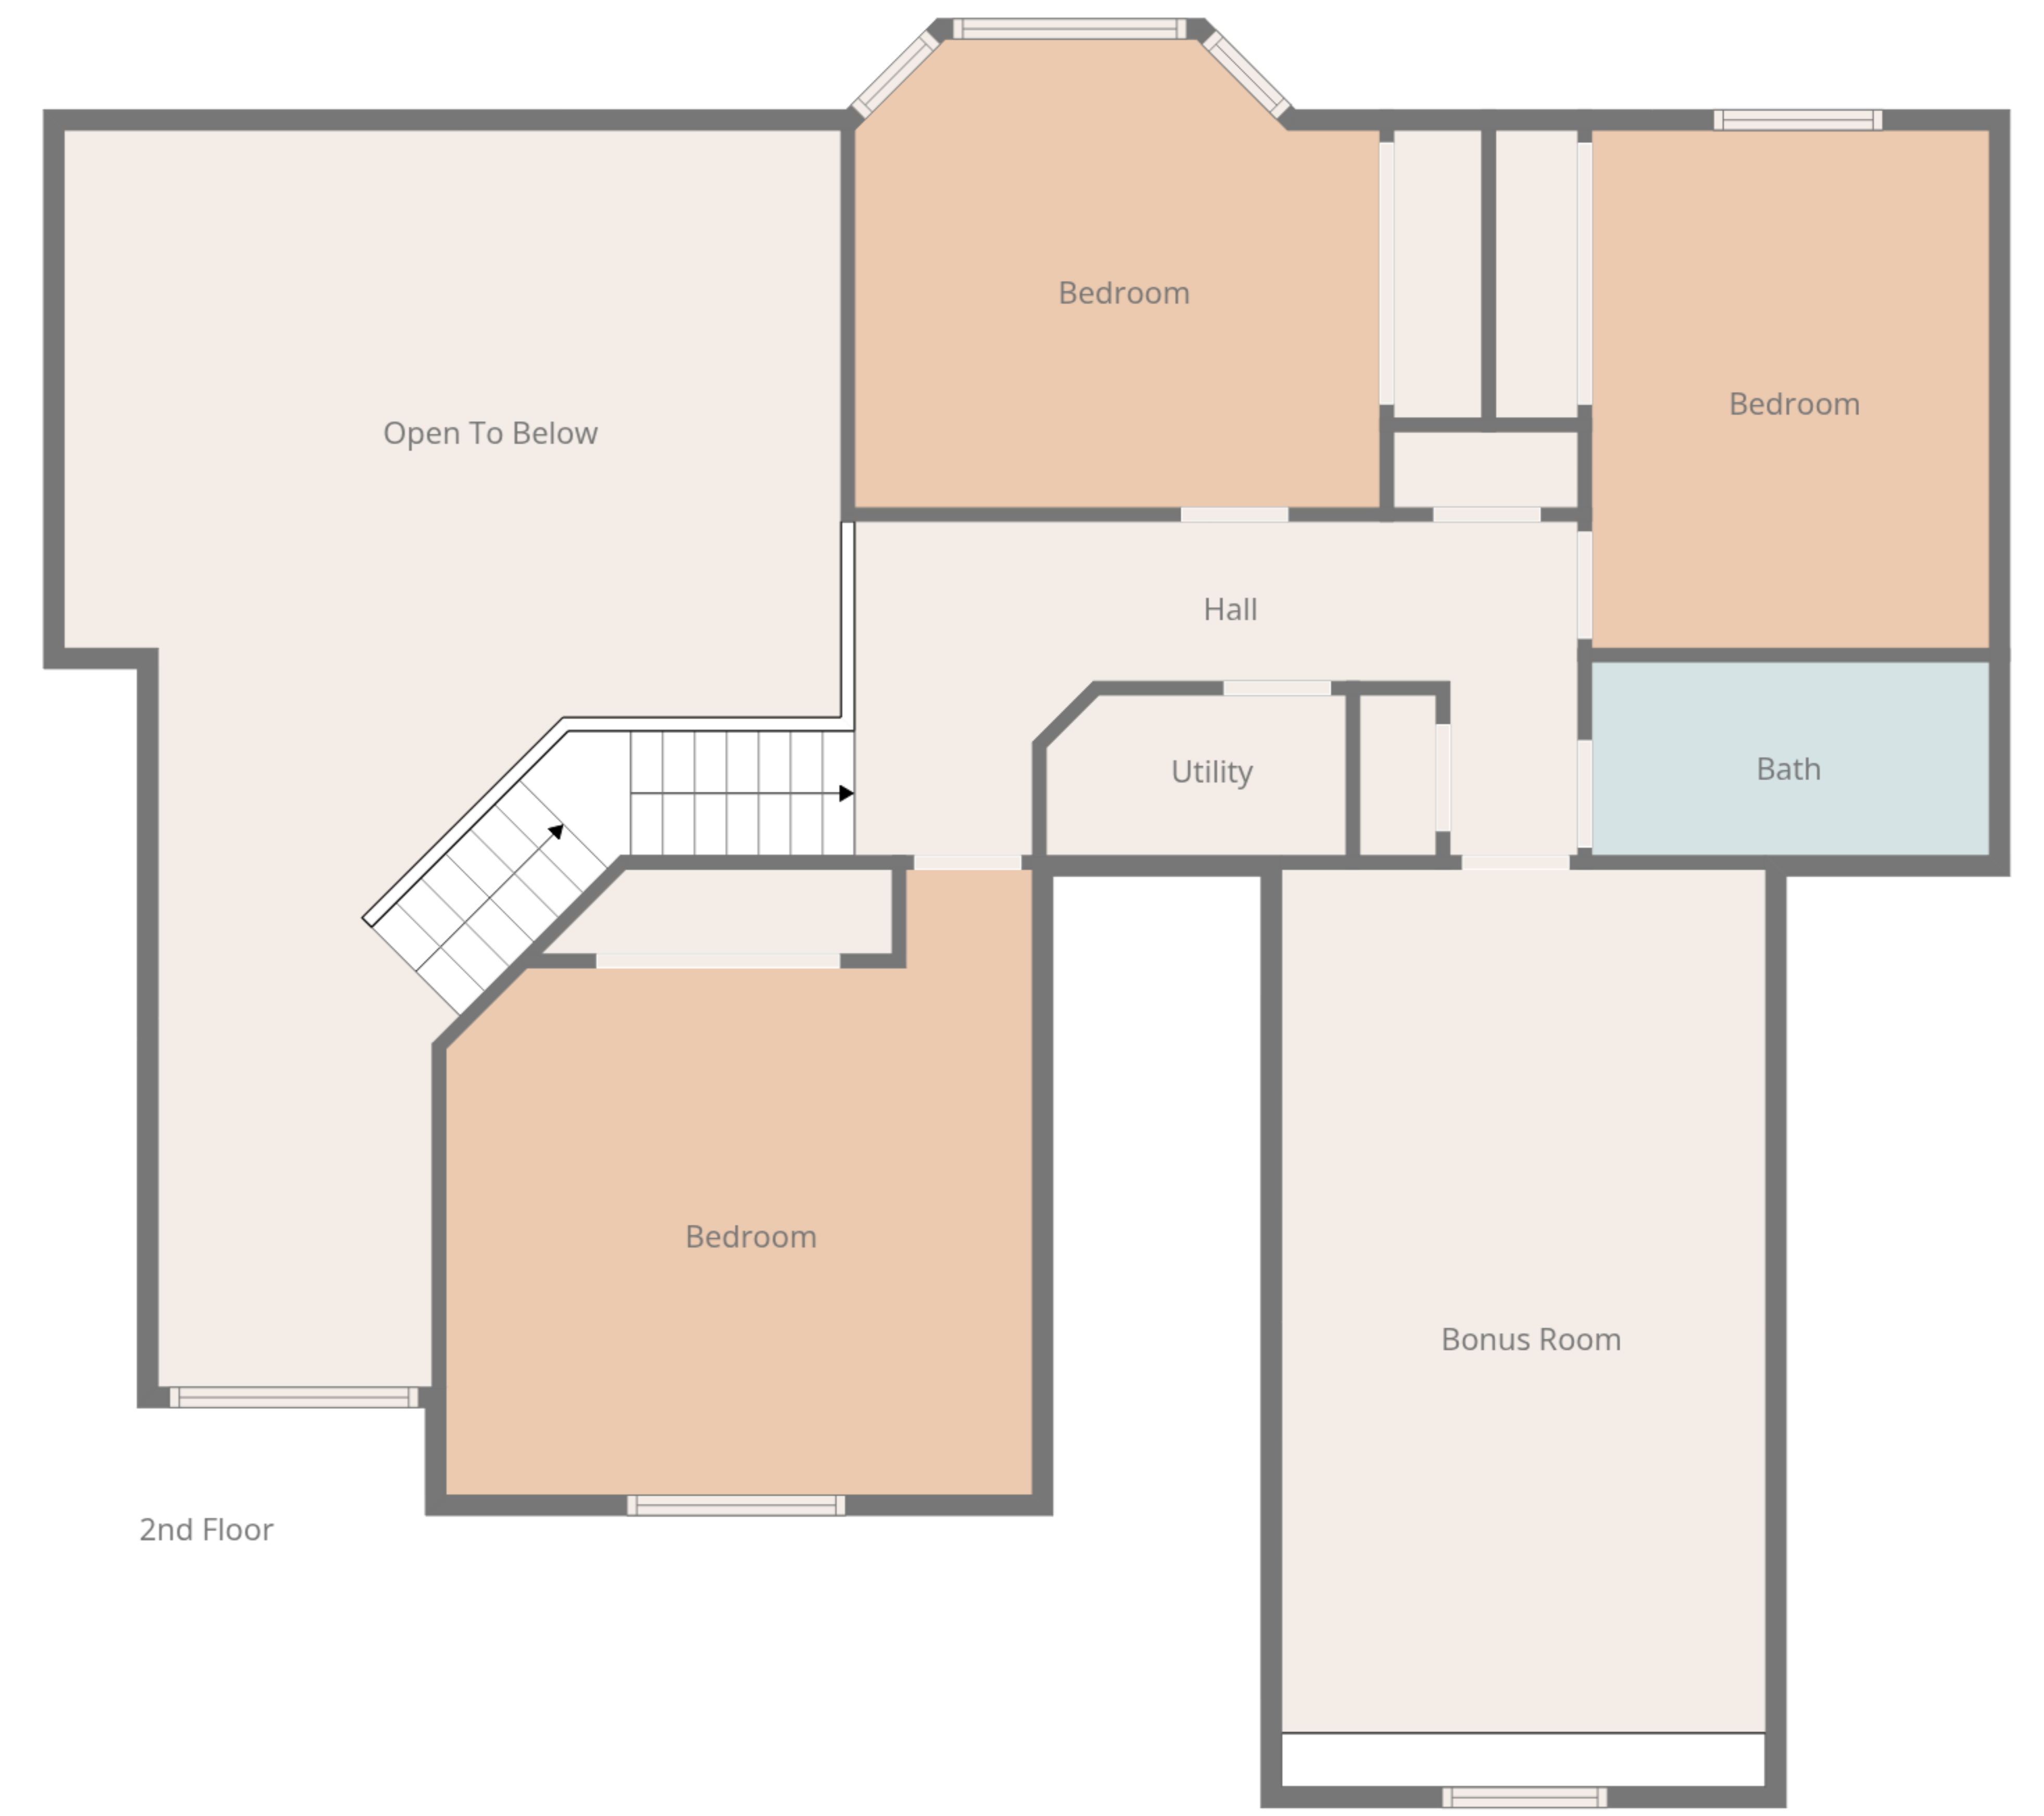 Bedroom
Bedroom
Open To Below
Hall
Utility
Bath
Bedroom
Bonus Room
2nd Floor